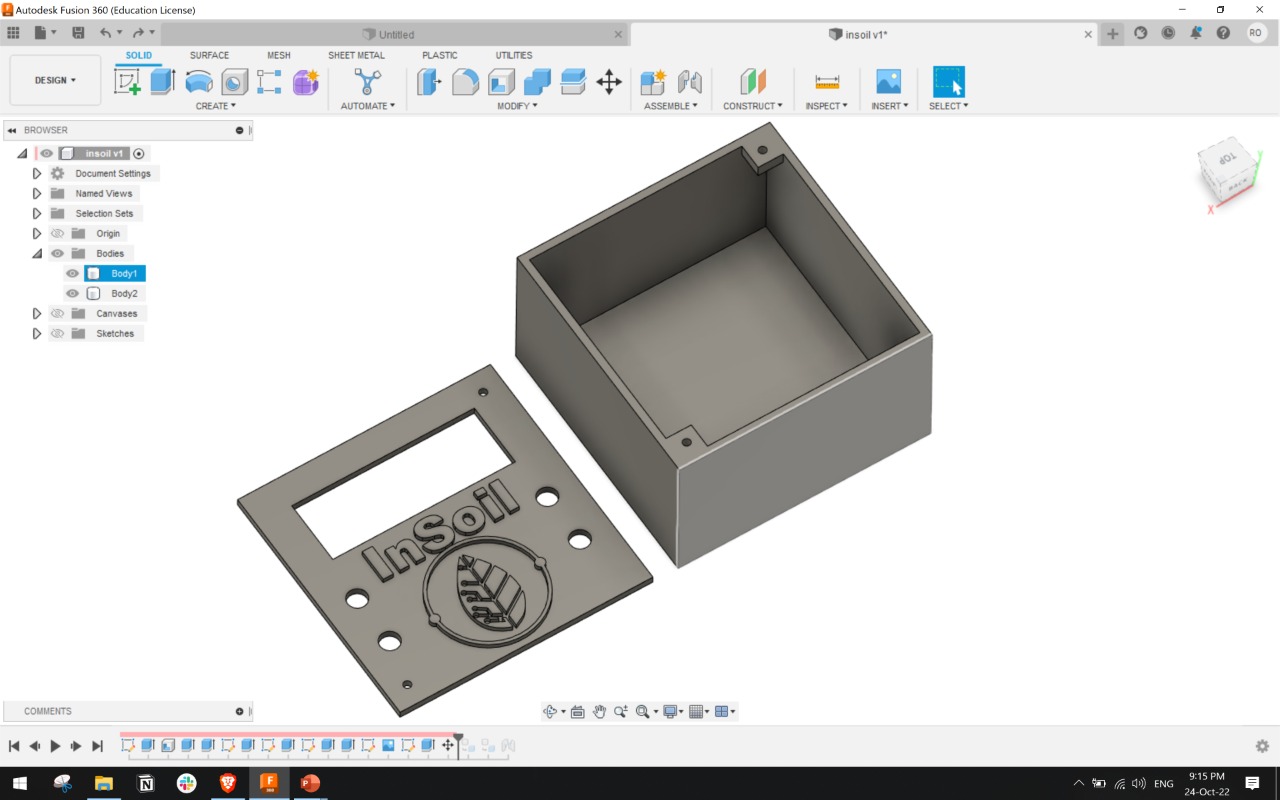 Autodesk Fusion 360 (Education License)
Untitled
insoil v1*
RO
DESIGN
SOLID SURFACE MESH SHEET METAL PLASTIC UTILITIES
CREATE AUTOMATE MODIFY ASSEMBLE CONSTRUCT INSPECT INSERT SELECT
BROWSER
insoil v1
Document Settings
Named Views
Selection Sets
Origin
Bodies
Body1
Body2
Canvases
Sketches
TOP
BACK
X
Y
InSoil
COMMENTS
ENG
9:15 PM
24-Oct-22